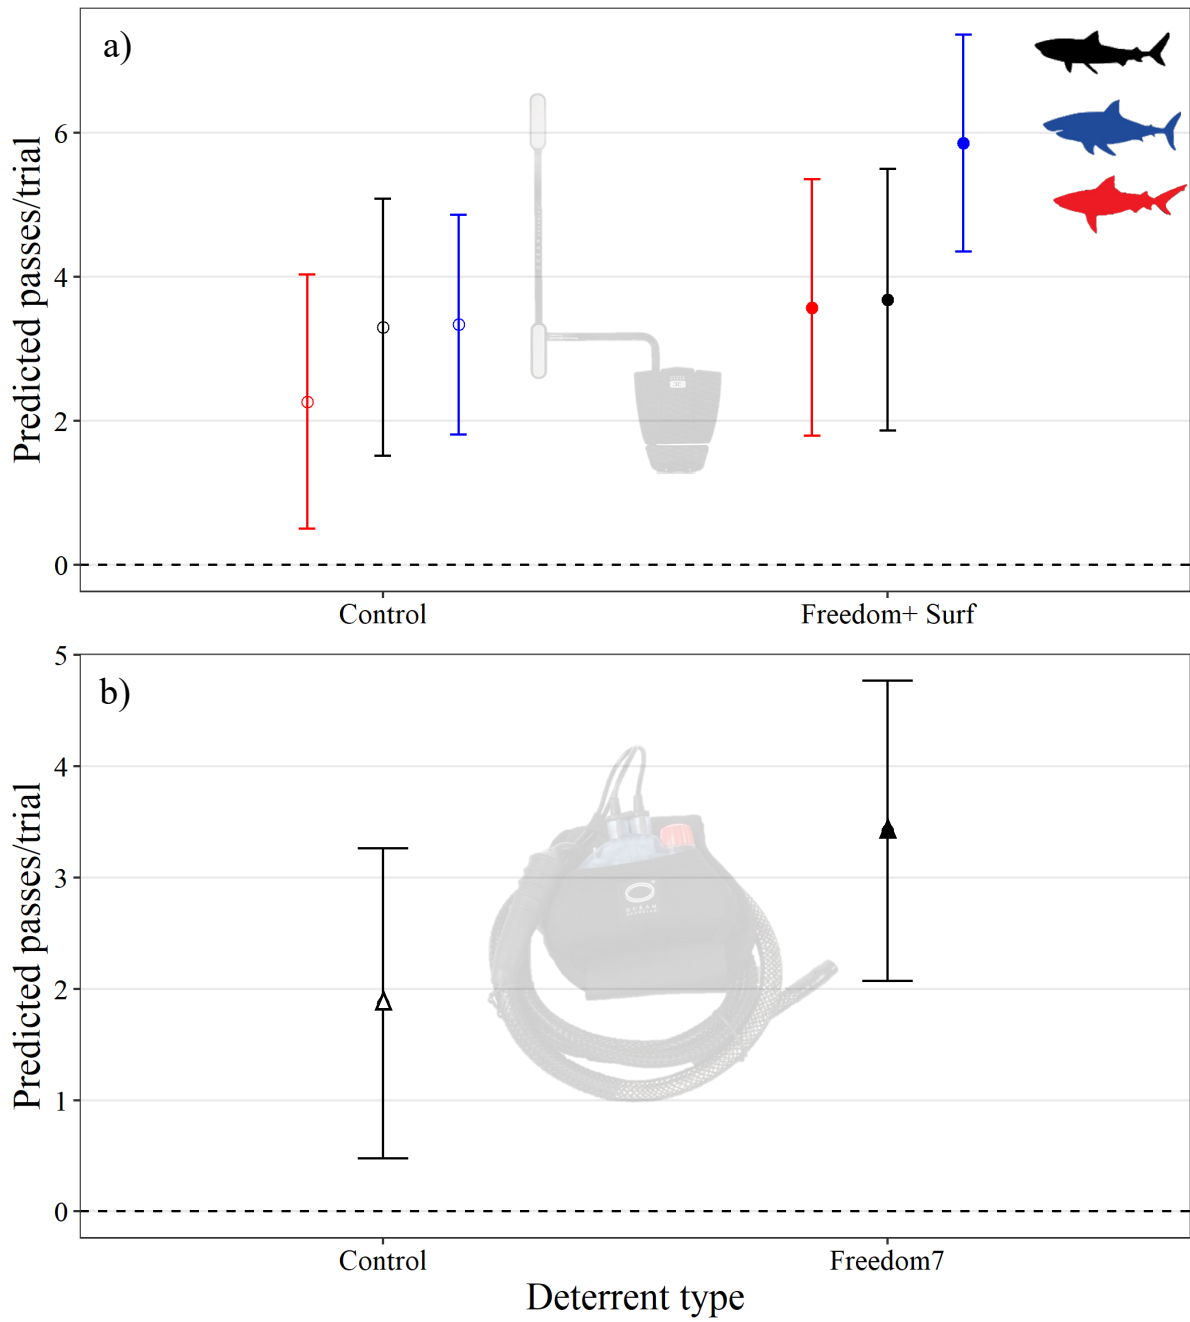 a)
Predicted passes/trial
6
4
2
0
Control
Freedom+ Surf
b)
Predicted passes/trial
5
4
3
2
1
0
Control
Freedom7
Deterrent type